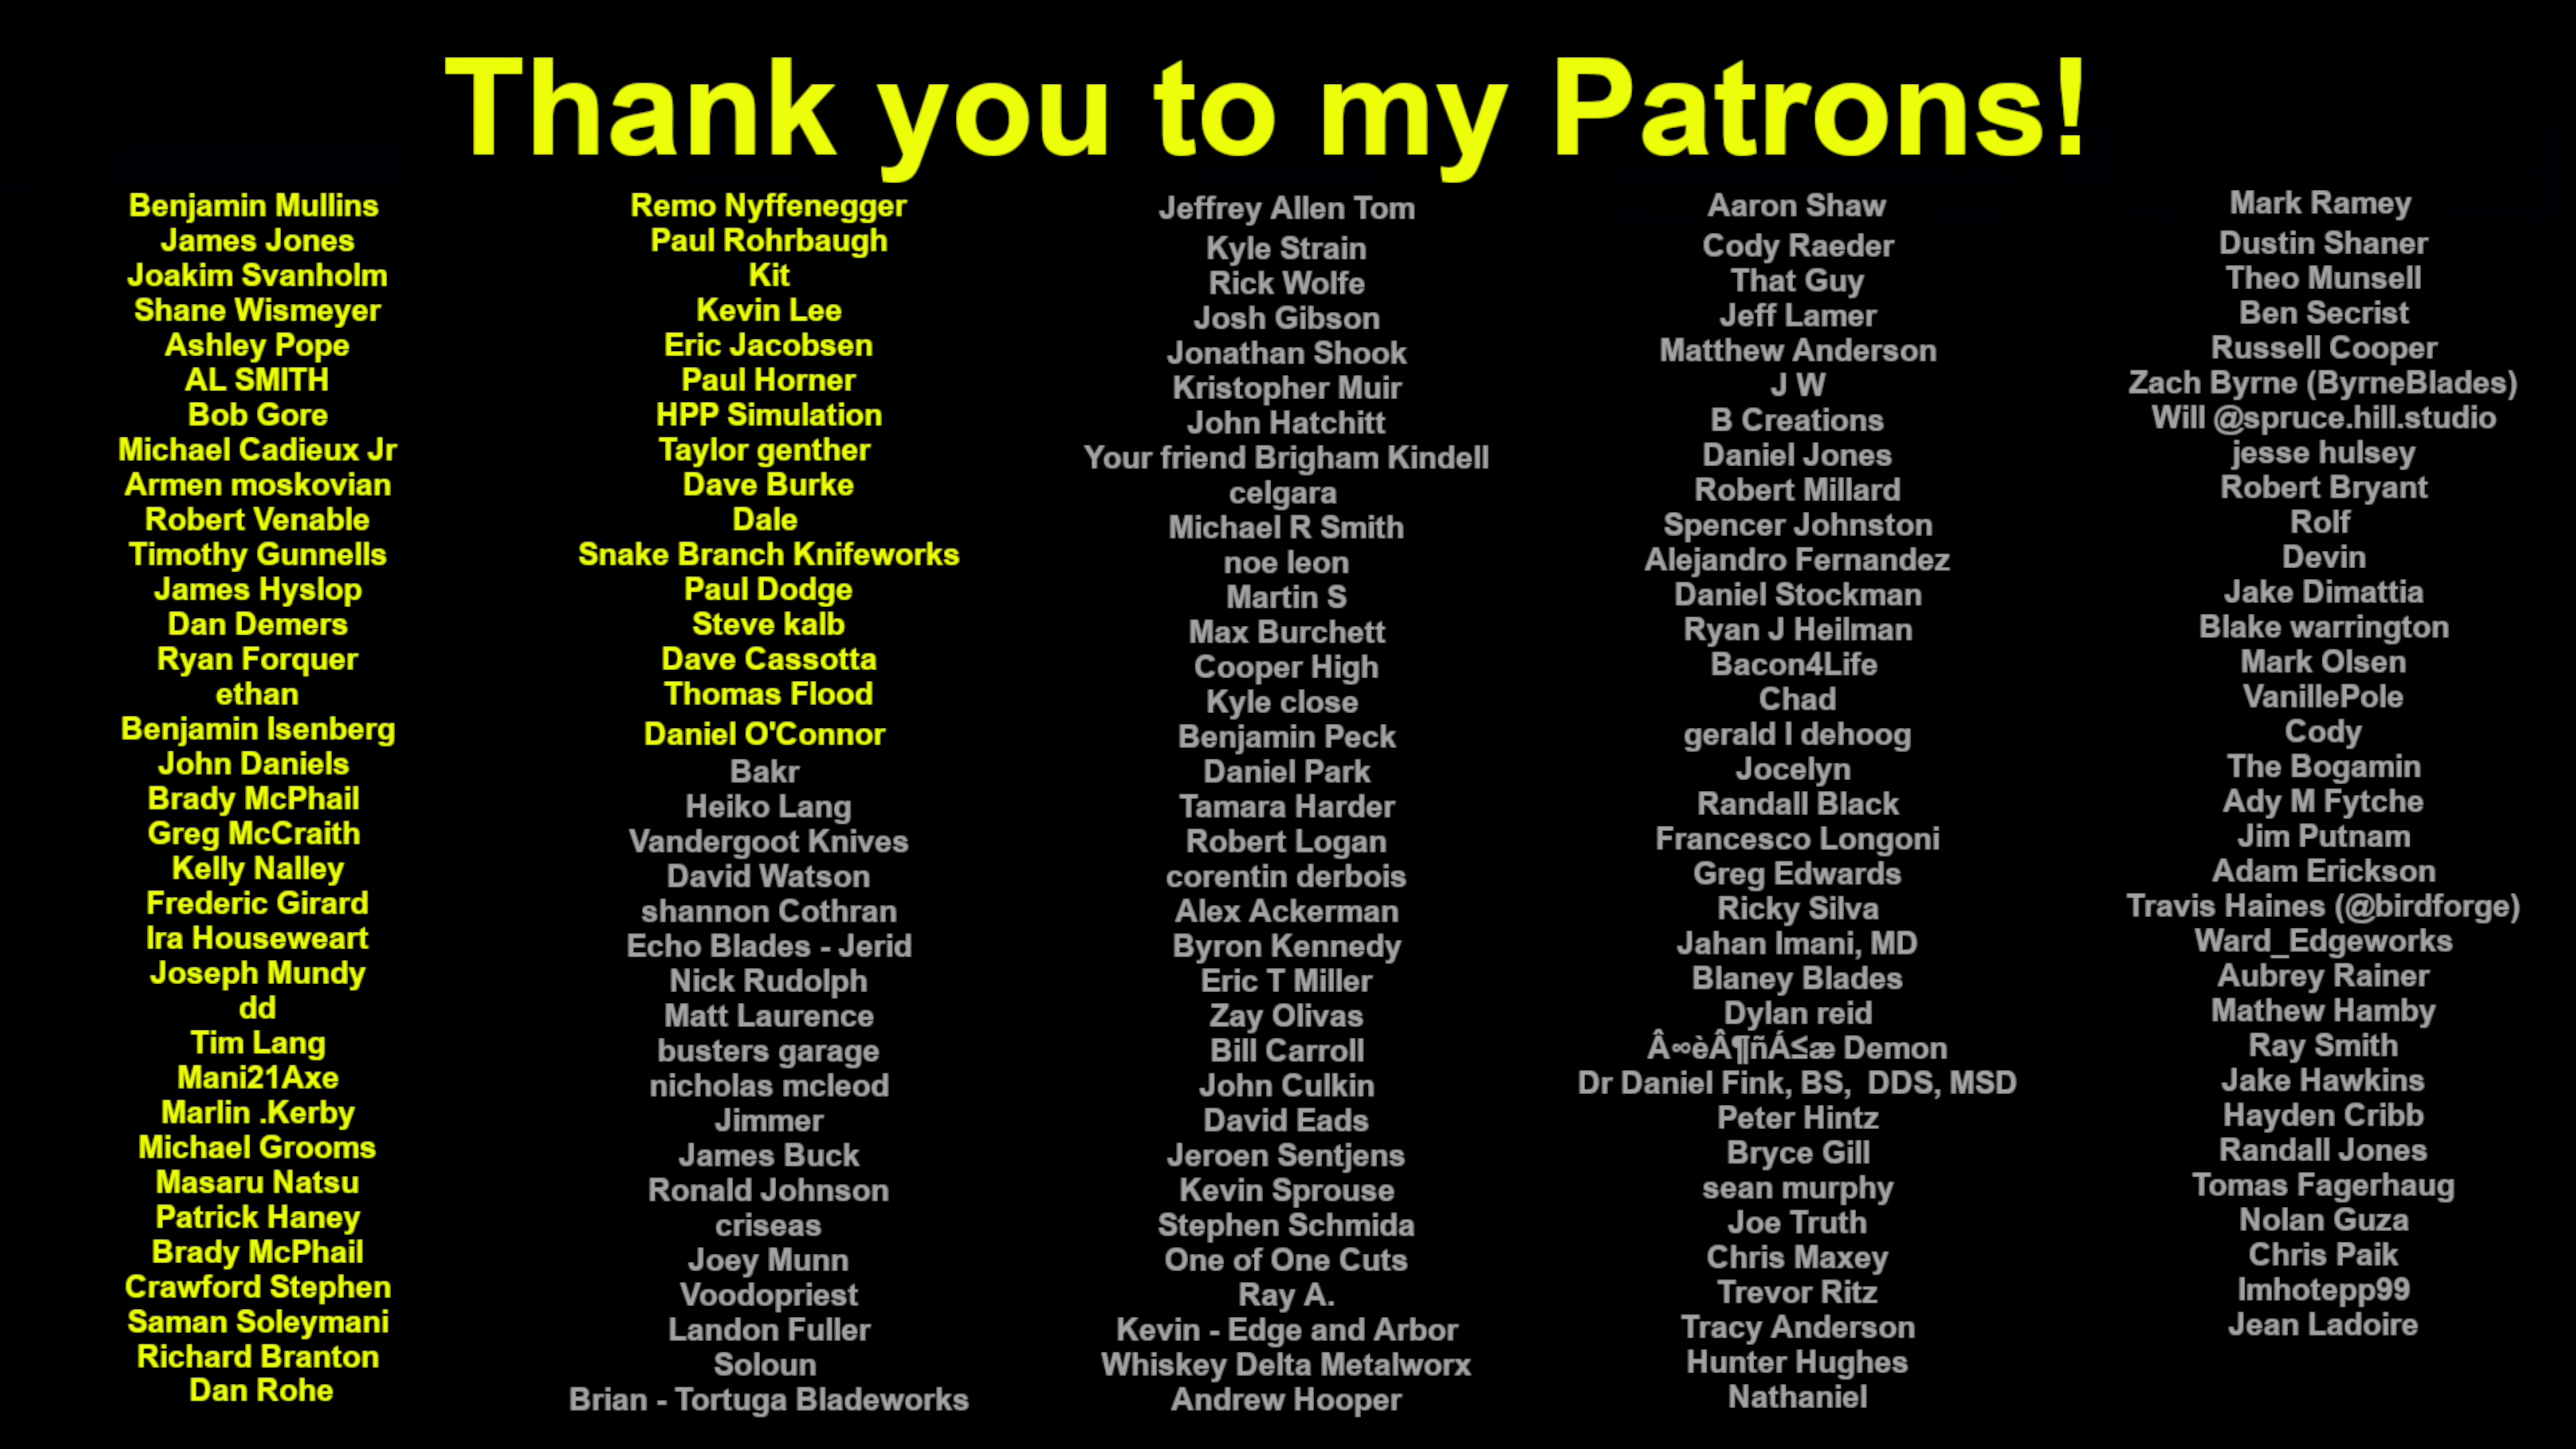 Thank you to my Patrons!
Benjamin Mullins
James Jones
Joakim Svanholm
Shane Wismeyer
Ashley Pope
AL SMITH
Bob Gore
Michael Cadieux Jr
Armen moskovian
Robert Venable
Timothy Gunnells
James Hyslop
Dan Demers
Ryan Forquer
ethan
Benjamin Isenberg
John Daniels
Brady McPhail
Greg McCraith
Kelly Nalley
Frederic Girard
Ira Houseweart
Joseph Mundy
dd
Tim Lang
Mani21Axe
Marlin .Kerby
Michael Grooms
Masaru Natsu
Patrick Haney
Brady McPhail
Crawford Stephen
Saman Soleymani
Richard Branton
Dan Rohe
Remo Nyffenegger
Paul Rohrbaugh
Kit
Kevin Lee
Eric Jacobsen
Paul Horner
HPP Simulation
Taylor genther
Dave Burke
Dale
Snake Branch Knifeworks
Paul Dodge
Steve kalb
Dave Cassotta
Thomas Flood
Daniel O'Connor
Bakr
Heiko Lang
Vandergoot Knives
David Watson
shannon Cothran
Echo Blades - Jerid
Nick Rudolph
Matt Laurence
busters garage
nicholas mcleod
Jimmer
James Buck
Ronald Johnson
criseas
Joey Munn
Voodopriest
Landon Fuller
Soloun
Brian - Tortuga Bladeworks
Jeffrey Allen Tom
Kyle Strain
Rick Wolfe
Josh Gibson
Jonathan Shook
Kristopher Muir
John Hatchitt
Your friend Brigham Kindell
celgara
Michael R Smith
noe leon
Martin S
Max Burchett
Cooper High
Kyle close
Benjamin Peck
Daniel Park
Tamara Harder
Robert Logan
corentin derbois
Alex Ackerman
Byron Kennedy
Eric T Miller
Zay Olivas
Bill Carroll
John Culkin
David Eads
Jeroen Sentjens
Kevin Sprouse
Stephen Schmida
One of One Cuts
Ray A.
Kevin - Edge and Arbor
Whiskey Delta Metalworx
Andrew Hooper
Aaron Shaw
Cody Raeder
That Guy
Jeff Lamer
Matthew Anderson
J W
B Creations
Daniel Jones
Robert Millard
Spencer Johnston
Alejandro Fernandez
Daniel Stockman
Ryan J Heilman
Bacon4Life
Chad
gerald l dehoog
Jocelyn
Randall Black
Francesco Longoni
Greg Edwards
Ricky Silva
Jahan Imani, MD
Blaney Blades
Dylan reid
Â∞èÂ¶ñÁ≤æ Demon
Dr Daniel Fink, BS,  DDS, MSD
Peter Hintz
Bryce Gill
sean murphy
Joe Truth
Chris Maxey
Trevor Ritz
Tracy Anderson
Hunter Hughes
Nathaniel
Mark Ramey
Dustin Shaner
Theo Munsell
Ben Secrist
Russell Cooper
Zach Byrne (ByrneBlades)
Will @spruce.hill.studio
jesse hulsey
Robert Bryant
Rolf
Devin
Jake Dimattia
Blake warrington
Mark Olsen
VanillePole
Cody
The Bogamin
Ady M Fytche
Jim Putnam
Adam Erickson
Travis Haines (@birdforge)
Ward_Edgeworks
Aubrey Rainer
Mathew Hamby
Ray Smith
Jake Hawkins
Hayden Cribb
Randall Jones
Tomas Fagerhaug
Nolan Guza
Chris Paik
Imhotepp99
Jean Ladoire